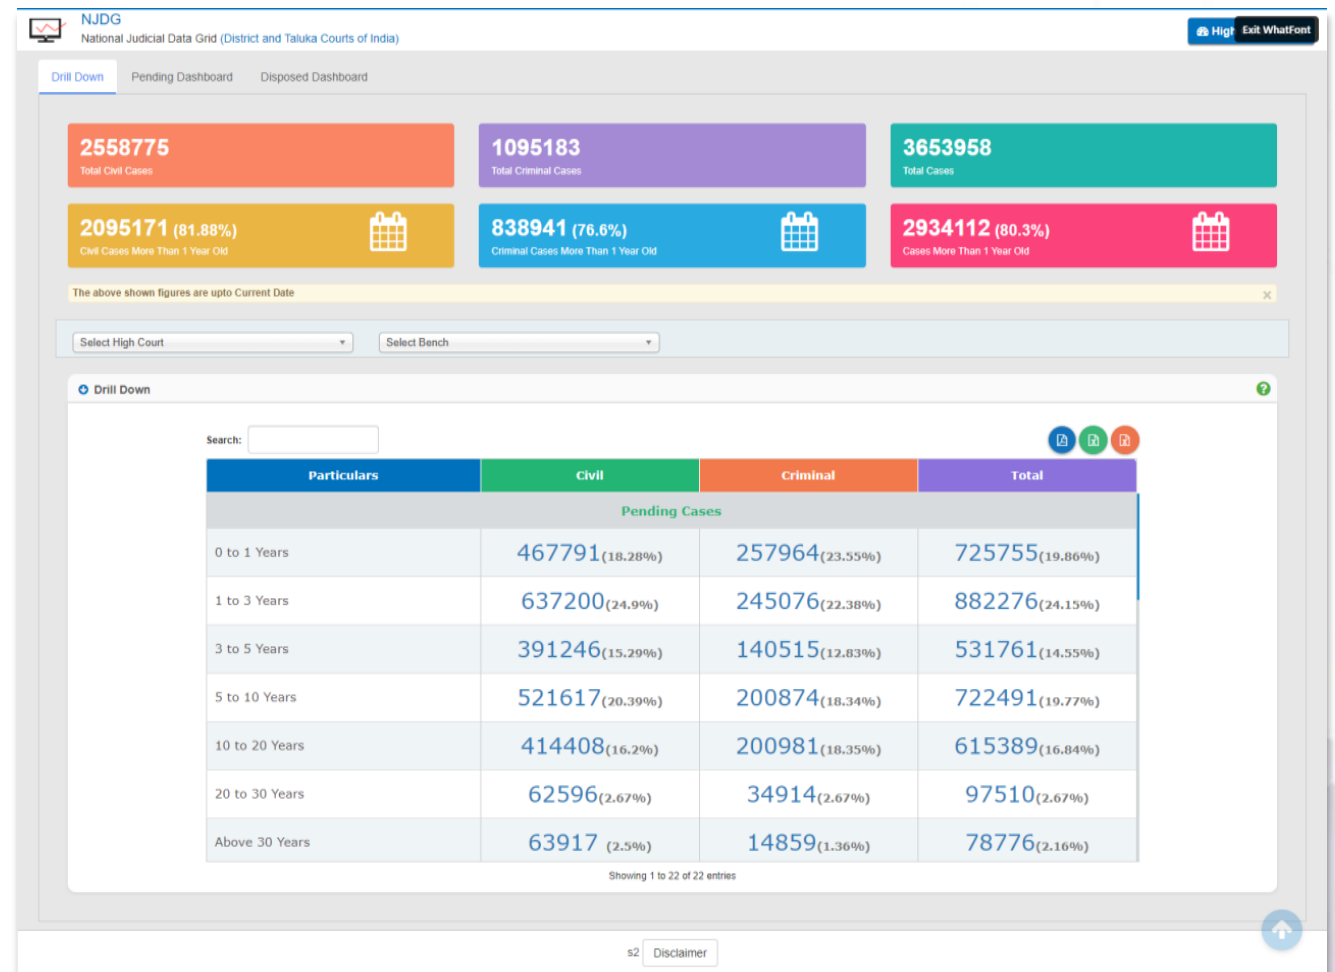 NJDG
National Judicial Data Grid (District and Taluka Courts of India)
High Exit WhatFont
Drill Down Pending Dashboard Disposed Dashboard
2558775 1095183 3653958
Total Civil Cases Total Criminal Cases Total Cases
2095171 (81.88%) 838941 (76.6%) 2934112 (80.3%)
Civil Cases More Than 1 Year Old Criminal Cases More Than 1 Year Old Cases More Than 1 Year Old
The above shown figures are upto Current Date ×
Select High Court Select Bench
Drill Down ?
Search:
Particulars Civil Criminal Total
Pending Cases
0 to 1 Years 467791(18.28%) 257964(23.55%) 725755(19.86%)
1 to 3 Years 637200(24.9%) 245076(22.38%) 882276(24.15%)
3 to 5 Years 391246(15.29%) 140515(12.83%) 531761(14.55%)
5 to 10 Years 521617(20.39%) 200874(18.34%) 722491(19.77%)
10 to 20 Years 414408(16.2%) 200981(18.35%) 615389(16.84%)
20 to 30 Years 62596(2.67%) 34914(2.67%) 97510(2.67%)
Above 30 Years 63917 (2.5%) 14859(1.36%) 78776(2.16%)
Showing 1 to 22 of 22 entries
s2 Disclaimer